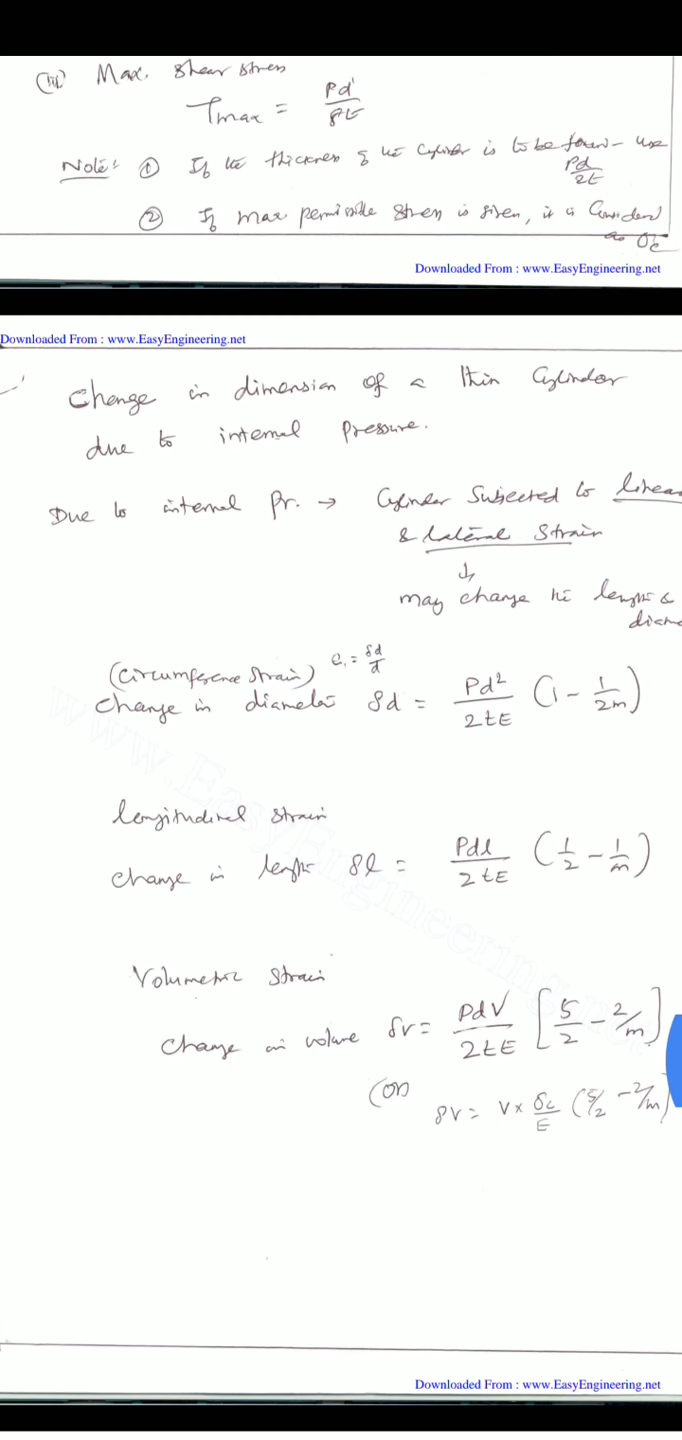 (iii) Max. Shear stress
τmax = Pd/8t
Note: ① If the thickness of the cylinder is to be found - use Pd/2t
② If max permissible stress is given, it is considered as σc
Downloaded From : www.EasyEngineering.net
Downloaded From : www.EasyEngineering.net
Change in dimension of a thin cylinder
due to internal pressure.
Due to internal Pr. → Cylinder Subjected to linear
& lateral Strain
↓
may change the length &
diame
(circumference strain) e₁ = δd/d
change in diameter δd = Pd²/2tE (1 - 1/2m)
longitudinal strain
change in length δl = Pdl/2tE (1/2 - 1/m)
Volumetric strain
change in volume δv = PdV/2tE [5/2 - 2/m]
(or)
δv = V x σc/E (5/2 - 2/m)
www.EasyEngineering.net
Downloaded From : www.EasyEngineering.net